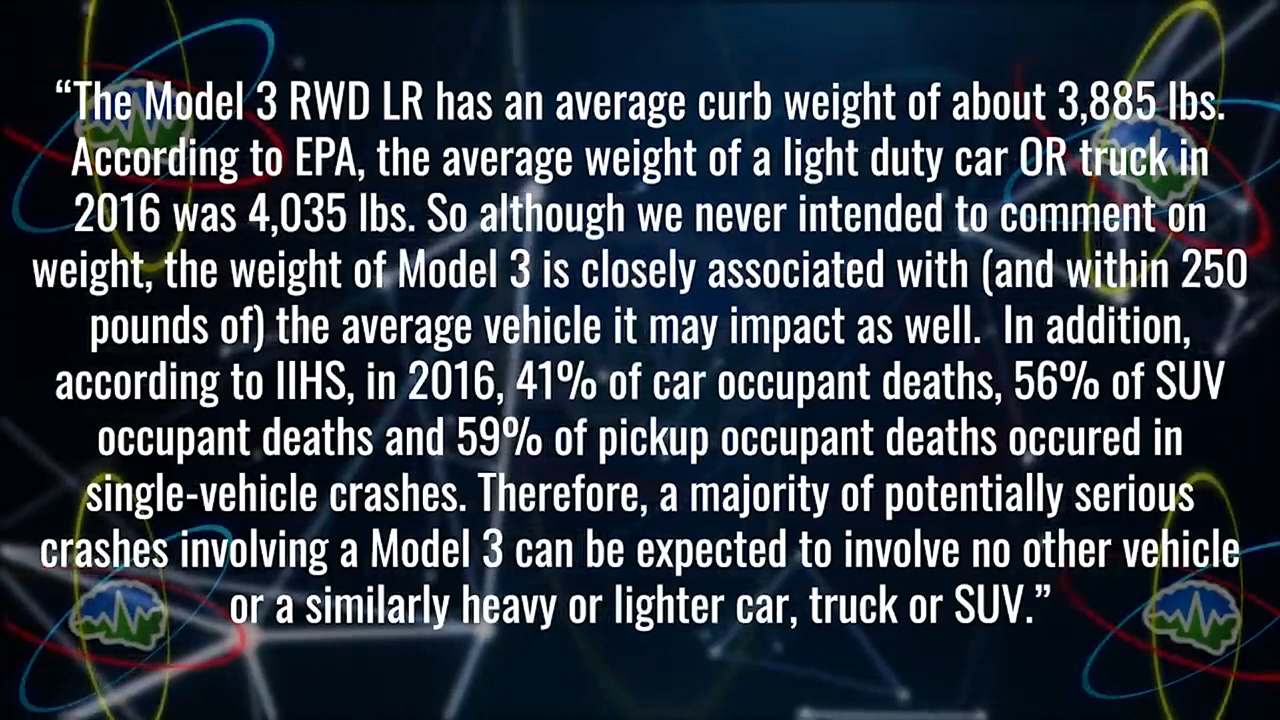 “The Model 3 RWD LR has an average curb weight of about 3,885 lbs.
According to EPA, the average weight of a light duty car OR truck in
2016 was 4,035 lbs. So although we never intended to comment on
weight, the weight of Model 3 is closely associated with (and within 250
pounds of) the average vehicle it may impact as well.  In addition,
according to IIHS, in 2016, 41% of car occupant deaths, 56% of SUV
occupant deaths and 59% of pickup occupant deaths occured in
single-vehicle crashes. Therefore, a majority of potentially serious
crashes involving a Model 3 can be expected to involve no other vehicle
or a similarly heavy or lighter car, truck or SUV.”